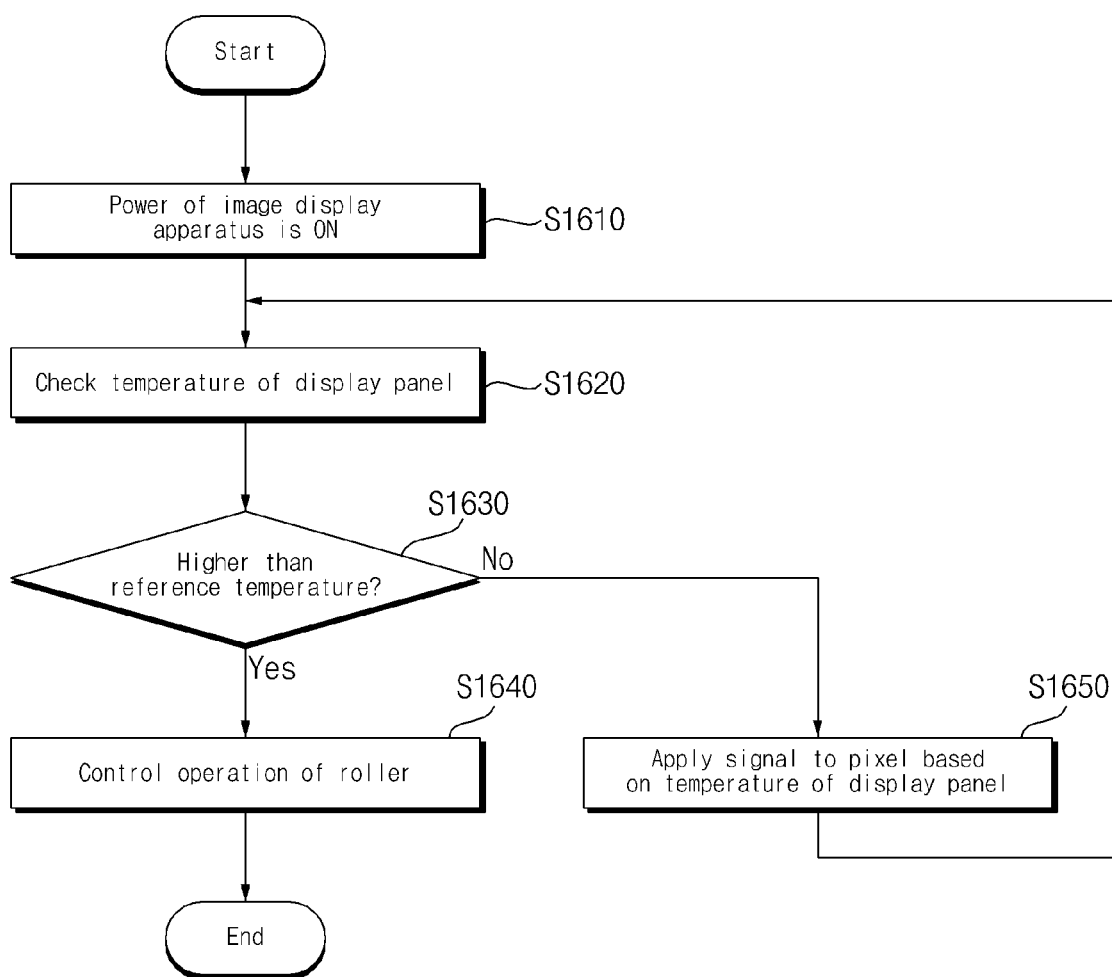 Start
Power of image display
apparatus is ON
S1610
Check temperature of display panel
S1620
S1630
Higher than
reference temperature?
No
Yes
S1640
Control operation of roller
S1650
Apply signal to pixel based
on temperature of display panel
End